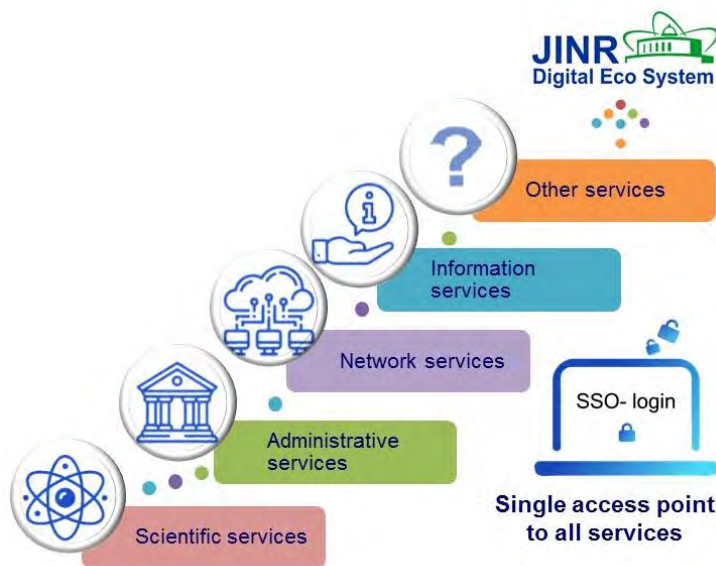 JINR
Digital Eco System
?
Other services
i
Information
services
Network services
SSO- login
Administrative
services
Single access point
to all services
Scientific services